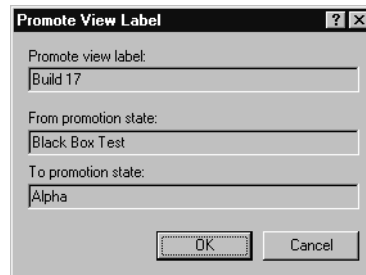 Promote View Label
Promote view label:
Build 17
From promotion state:
Black Box Test
To promotion state:
Alpha
OK Cancel